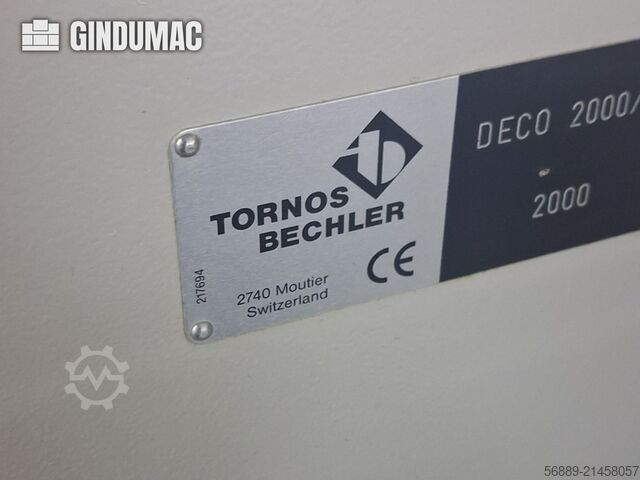 GINDUMAC
TORNOS
BECHLER
CE
2740 Moutier
Switzerland
217694
DECO 2000/
2000
56889-21458057